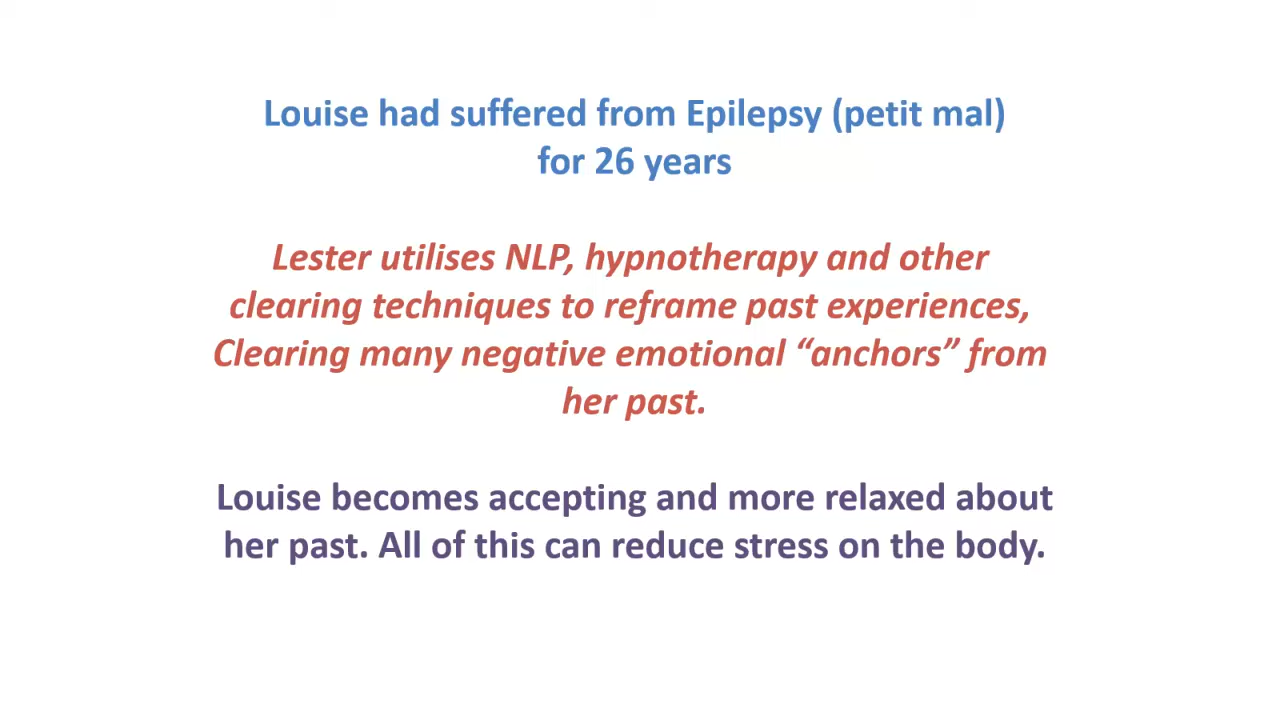 Louise had suffered from Epilepsy (petit mal)
for 26 years
Lester utilises NLP, hypnotherapy and other
clearing techniques to reframe past experiences,
Clearing many negative emotional “anchors” from
her past.
Louise becomes accepting and more relaxed about
her past. All of this can reduce stress on the body.